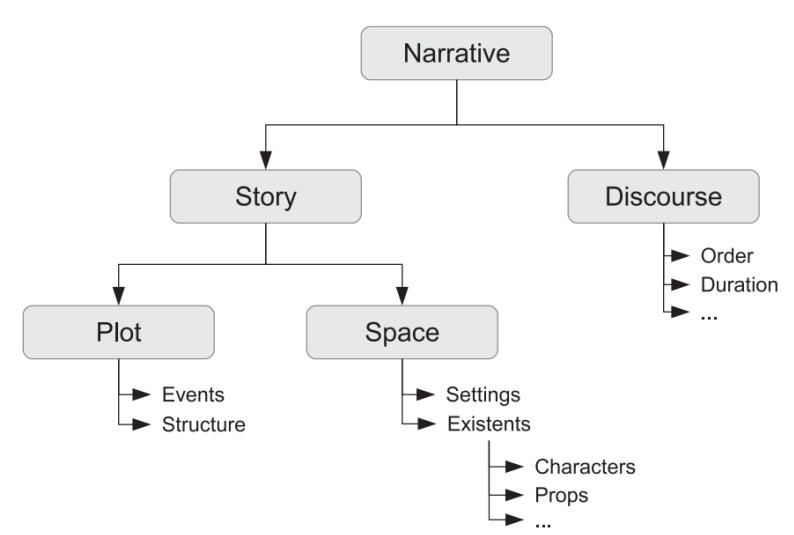 Narrative
Story
Discourse
Order
Duration
...
Plot
Space
Events
Structure
Settings
Existents
Characters
Props
...